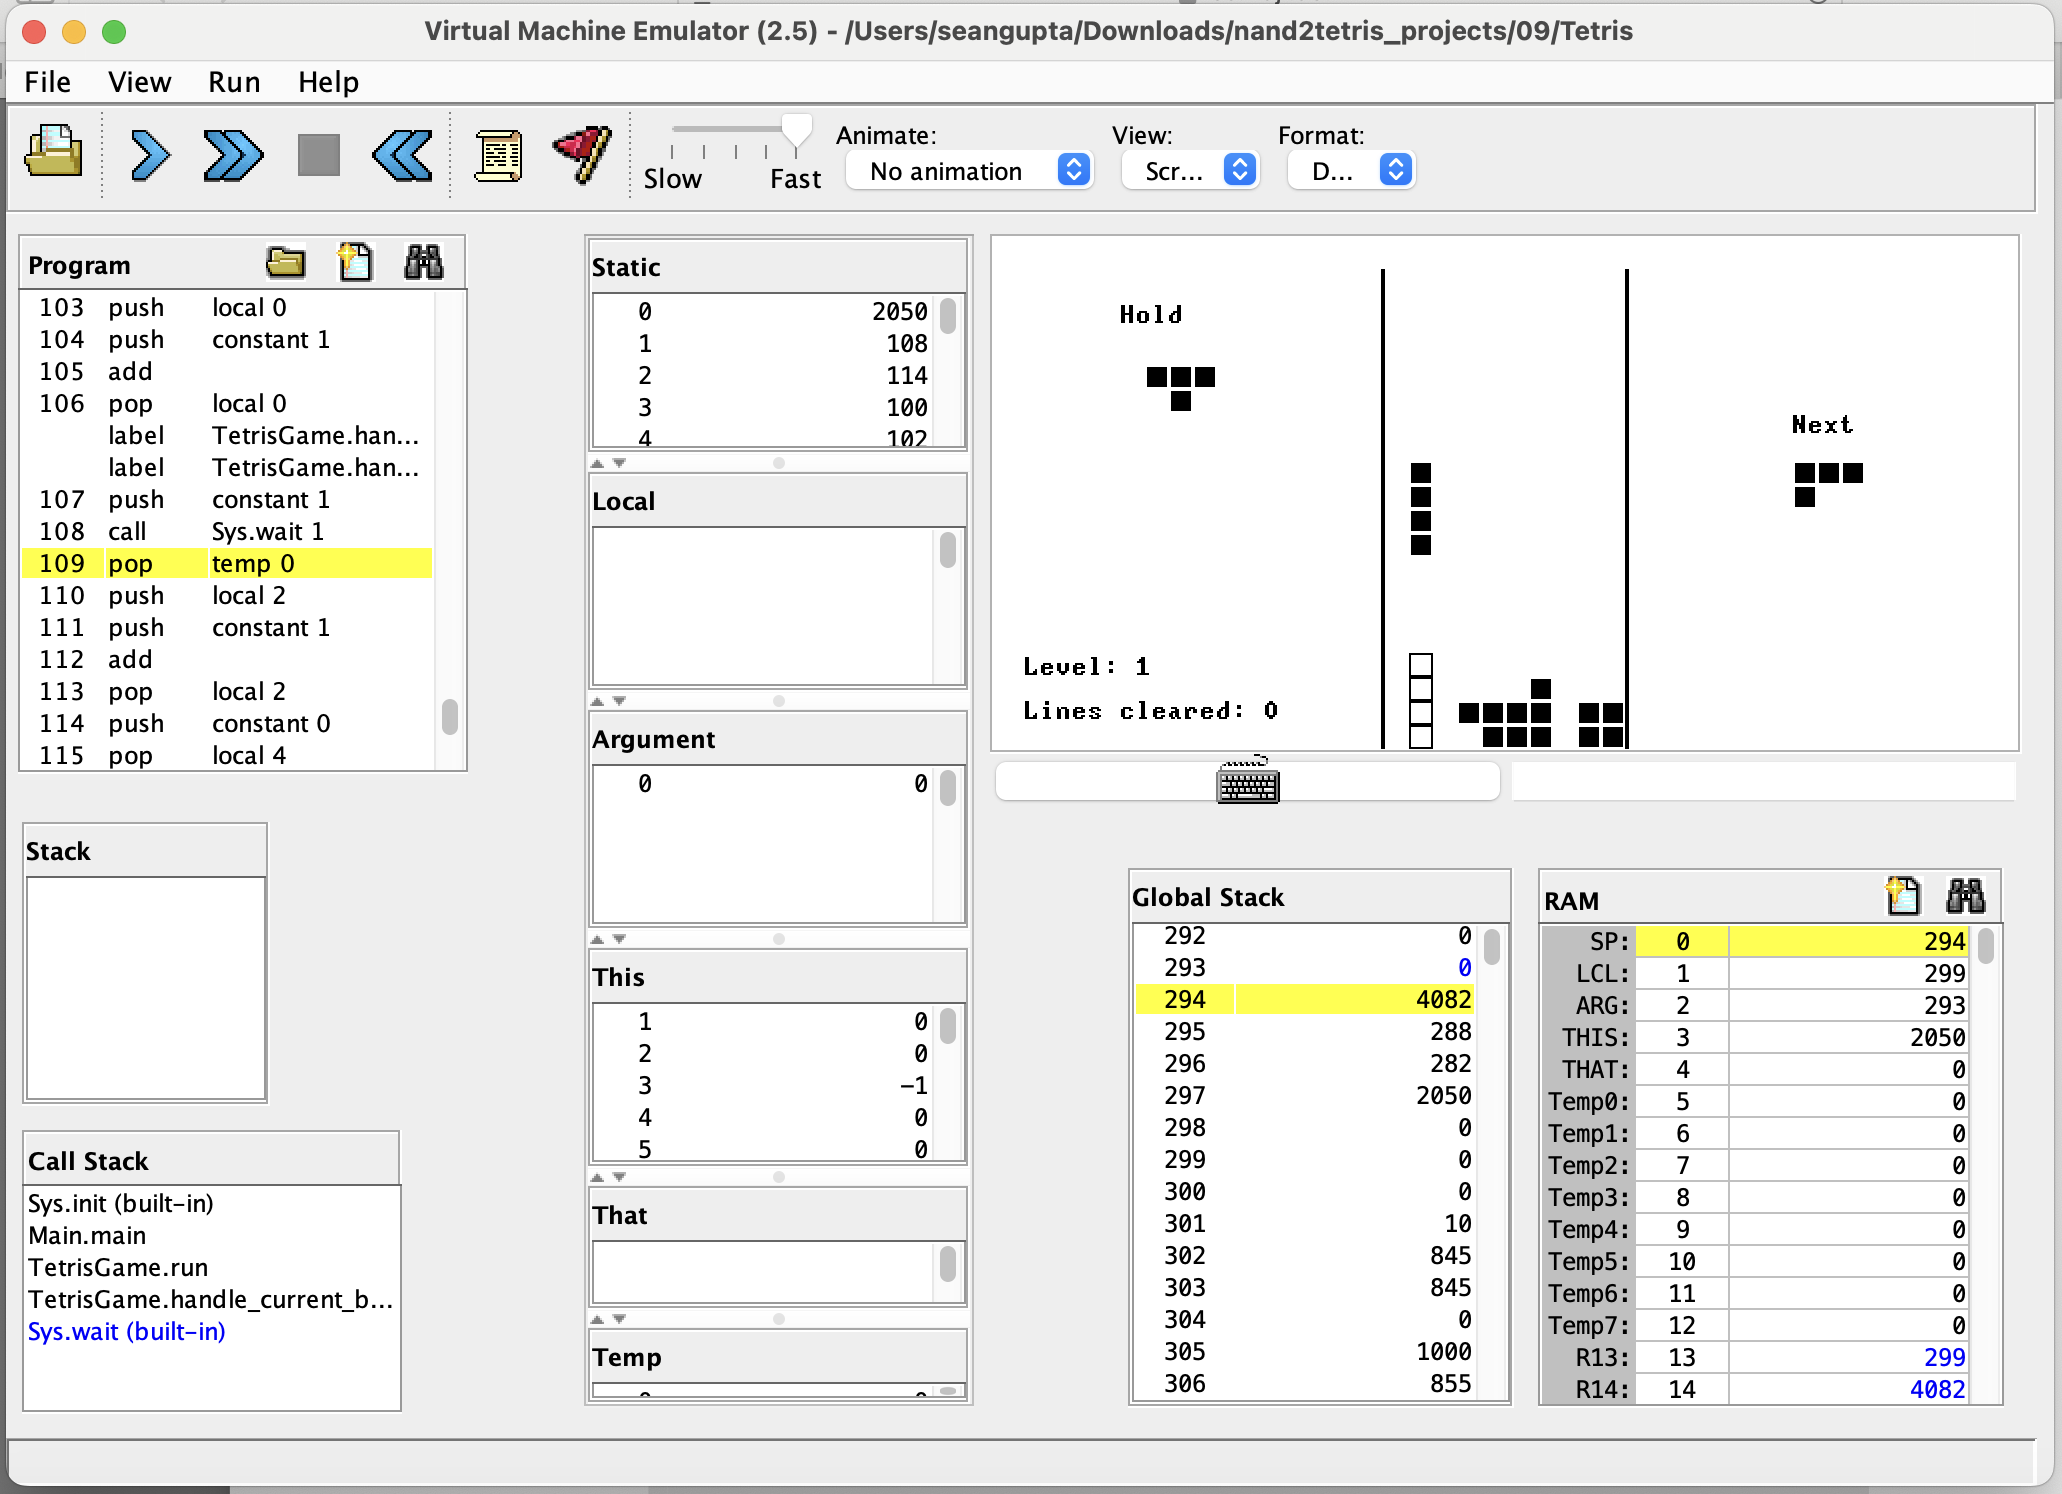 Virtual Machine Emulator (2.5) - /Users/seangupta/Downloads/nand2tetris_projects/09/Tetris
File View Run Help
Slow Fast
Animate:
No animation
View:
Scr...
Format:
D...
Program
103 push local 0
104 push constant 1
105 add
106 pop local 0
label TetrisGame.han...
label TetrisGame.han...
107 push constant 1
108 call Sys.wait 1
109 pop temp 0
110 push local 2
111 push constant 1
112 add
113 pop local 2
114 push constant 0
115 pop local 4
Stack
Call Stack
Sys.init (built-in)
Main.main
TetrisGame.run
TetrisGame.handle_current_b...
Sys.wait (built-in)
Static
0 2050
1 108
2 114
3 100
4 102
Local
Argument
0 0
This
1 0
2 0
3 -1
4 0
5 0
That
Temp
Hold
Next
Level: 1
Lines cleared: 0
Global Stack
292 0
293 0
294 4082
295 288
296 282
297 2050
298 0
299 0
300 0
301 10
302 845
303 845
304 0
305 1000
306 855
RAM
SP: 0 294
LCL: 1 299
ARG: 2 293
THIS: 3 2050
THAT: 4 0
Temp0: 5 0
Temp1: 6 0
Temp2: 7 0
Temp3: 8 0
Temp4: 9 0
Temp5: 10 0
Temp6: 11 0
Temp7: 12 0
R13: 13 299
R14: 14 4082